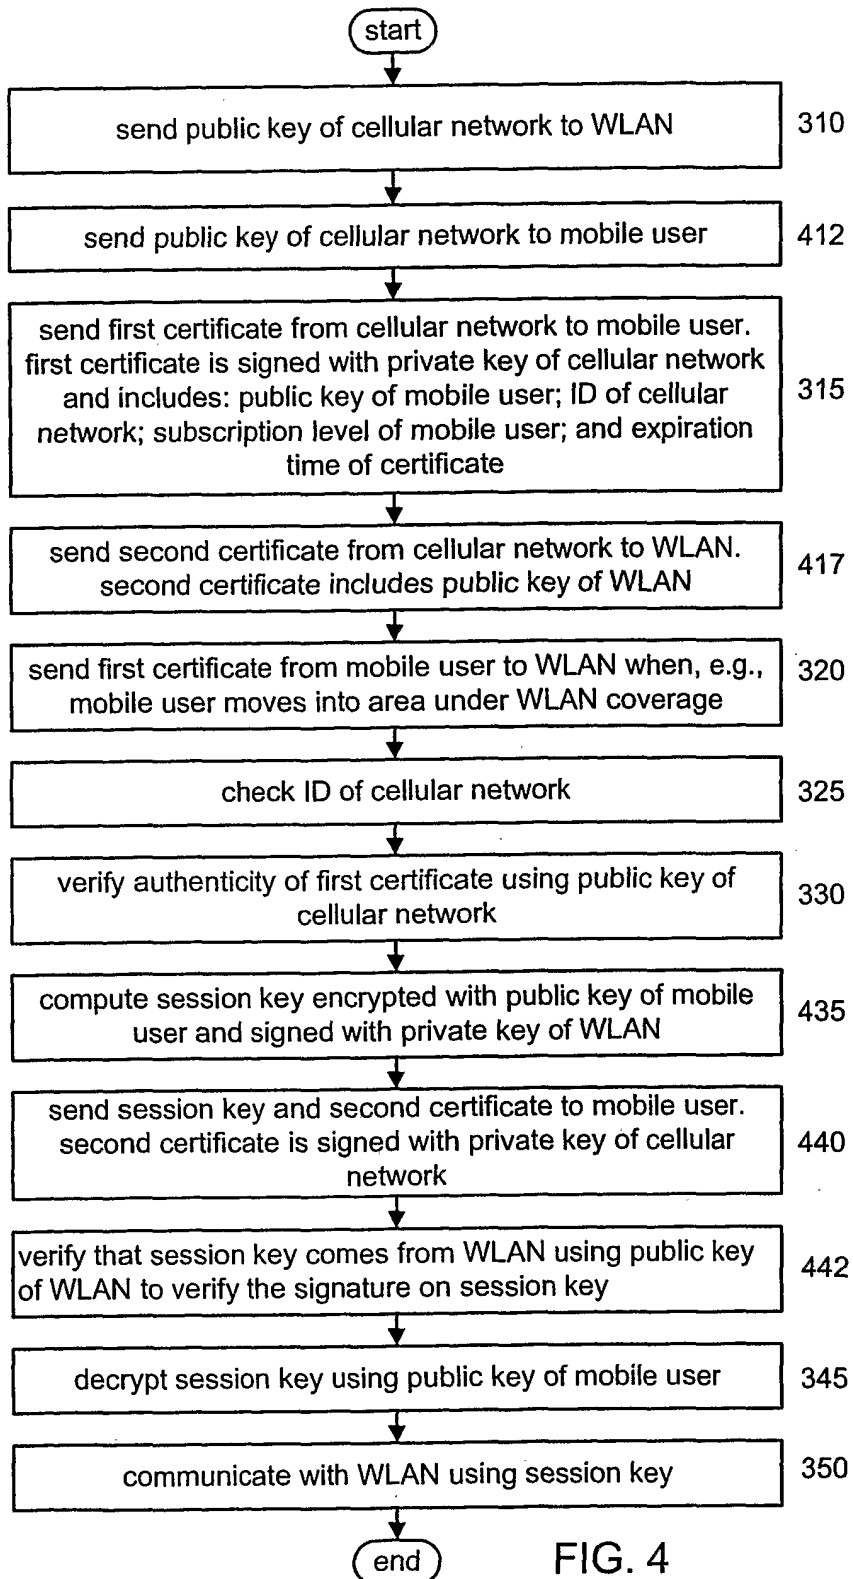 start
send public key of cellular network to WLAN
310
send public key of cellular network to mobile user
412
send first certificate from cellular network to mobile user.
first certificate is signed with private key of cellular network
and includes: public key of mobile user; ID of cellular
network; subscription level of mobile user; and expiration
time of certificate
315
send second certificate from cellular network to WLAN.
second certificate includes public key of WLAN
417
send first certificate from mobile user to WLAN when, e.g.,
mobile user moves into area under WLAN coverage
320
check ID of cellular network
325
verify authenticity of first certificate using public key of
cellular network
330
compute session key encrypted with public key of mobile
user and signed with private key of WLAN
435
send session key and second certificate to mobile user.
second certificate is signed with private key of cellular
network
440
verify that session key comes from WLAN using public key
of WLAN to verify the signature on session key
442
decrypt session key using public key of mobile user
345
communicate with WLAN using session key
350
end
FIG. 4